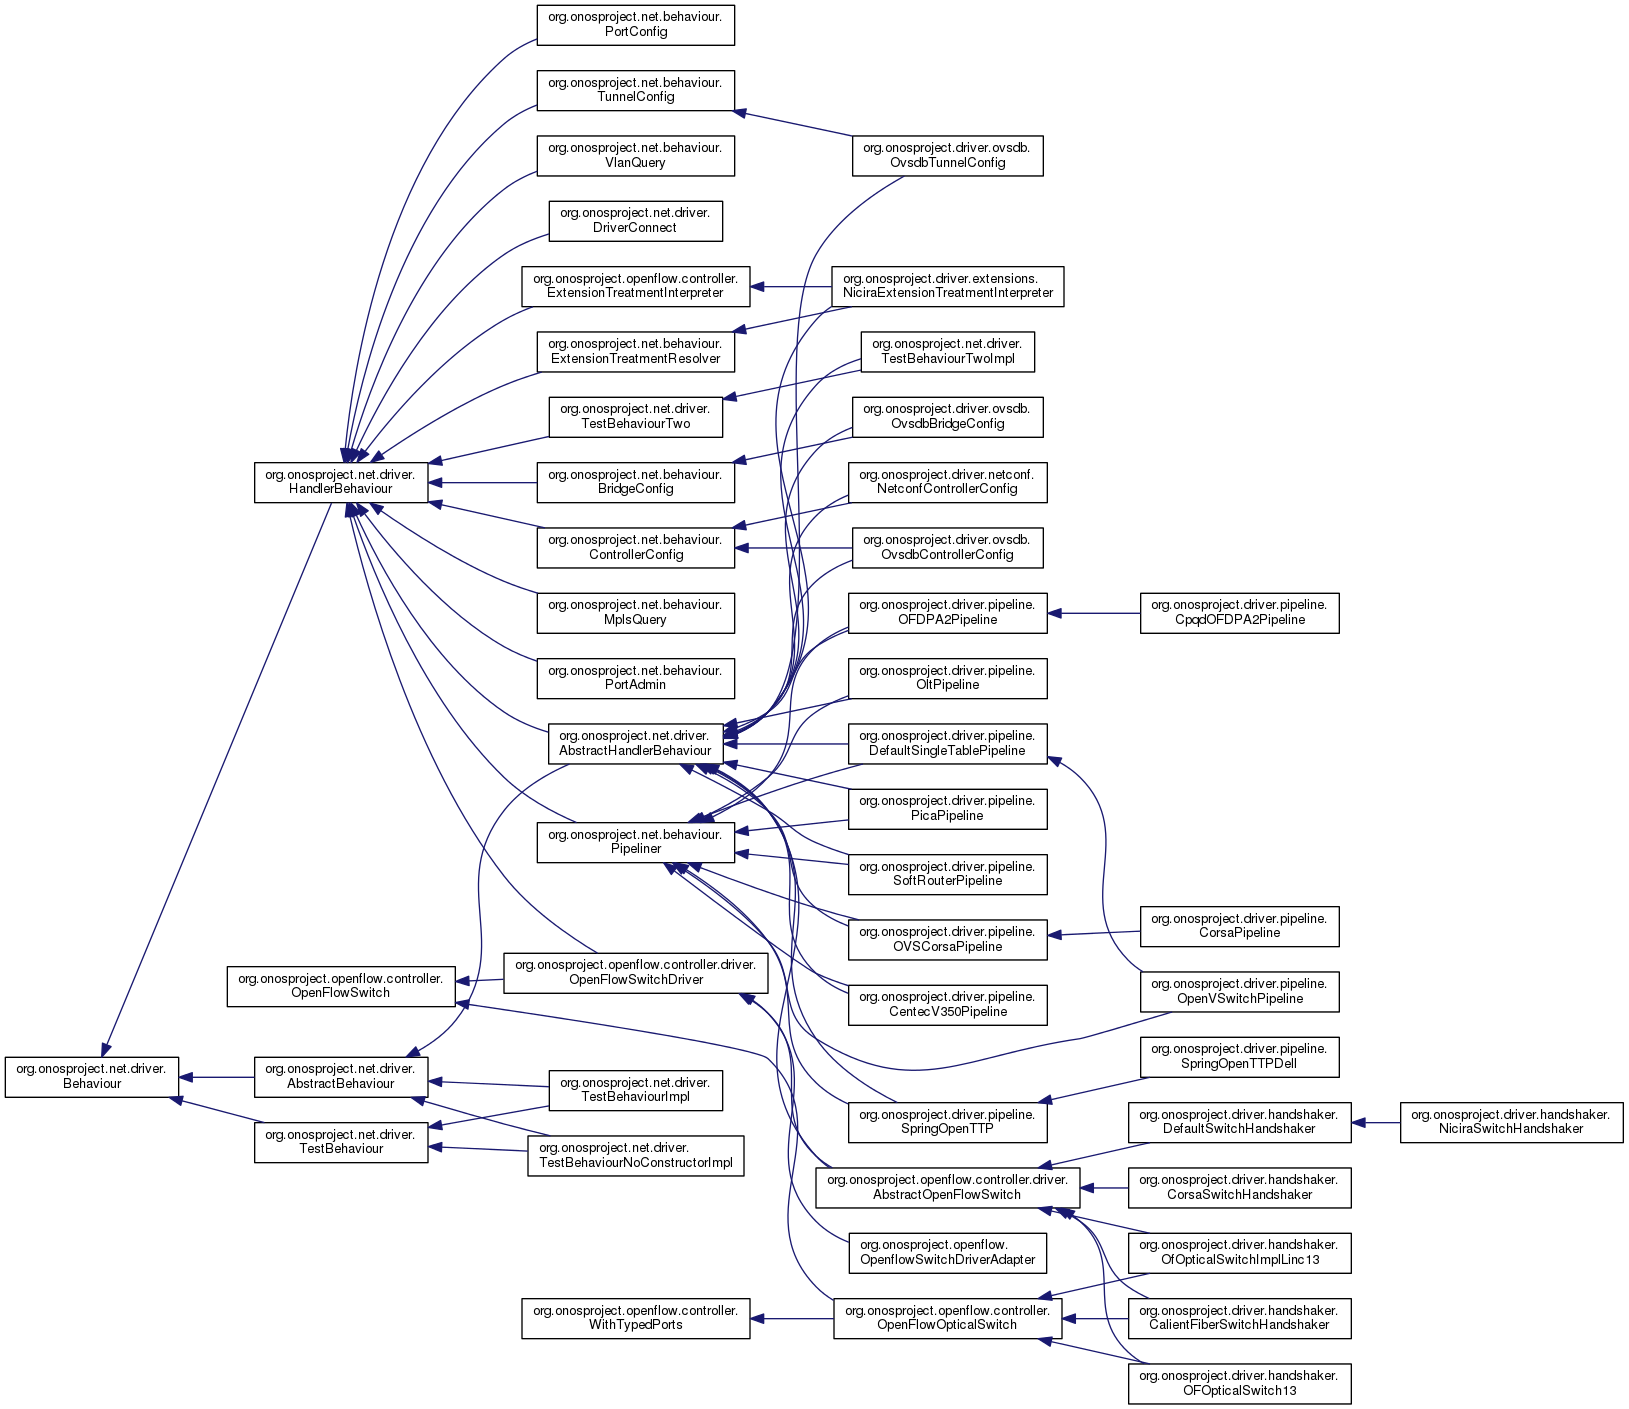 org.onosproject.net.behaviour.
PortConfig
org.onosproject.net.behaviour.
TunnelConfig
org.onosproject.net.behaviour.
VlanQuery
org.onosproject.net.driver.
DriverConnect
org.onosproject.openflow.controller.
ExtensionTreatmentInterpreter
org.onosproject.net.behaviour.
ExtensionTreatmentResolver
org.onosproject.net.driver.
TestBehaviourTwo
org.onosproject.net.driver.
HandlerBehaviour
org.onosproject.net.behaviour.
BridgeConfig
org.onosproject.net.behaviour.
ControllerConfig
org.onosproject.net.behaviour.
MplsQuery
org.onosproject.net.behaviour.
PortAdmin
org.onosproject.net.driver.
AbstractHandlerBehaviour
org.onosproject.net.behaviour.
Pipeliner
org.onosproject.openflow.controller.driver.
OpenFlowSwitchDriver
org.onosproject.openflow.controller.
OpenFlowSwitch
org.onosproject.net.driver.
Behaviour
org.onosproject.net.driver.
AbstractBehaviour
org.onosproject.net.driver.
TestBehaviour
org.onosproject.net.driver.
TestBehaviourImpl
org.onosproject.net.driver.
TestBehaviourNoConstructorImpl
org.onosproject.openflow.controller.
WithTypedPorts
org.onosproject.driver.ovsdb.
OvsdbTunnelConfig
org.onosproject.driver.extensions.
NiciraExtensionTreatmentInterpreter
org.onosproject.net.driver.
TestBehaviourTwoImpl
org.onosproject.driver.ovsdb.
OvsdbBridgeConfig
org.onosproject.driver.netconf.
NetconfControllerConfig
org.onosproject.driver.ovsdb.
OvsdbControllerConfig
org.onosproject.driver.pipeline.
OFDPA2Pipeline
org.onosproject.driver.pipeline.
OltPipeline
org.onosproject.driver.pipeline.
DefaultSingleTablePipeline
org.onosproject.driver.pipeline.
PicaPipeline
org.onosproject.driver.pipeline.
SoftRouterPipeline
org.onosproject.driver.pipeline.
OVSCorsaPipeline
org.onosproject.driver.pipeline.
CentecV350Pipeline
org.onosproject.driver.pipeline.
SpringOpenTTP
org.onosproject.openflow.controller.driver.
AbstractOpenFlowSwitch
org.onosproject.openflow.
OpenflowSwitchDriverAdapter
org.onosproject.openflow.controller.
OpenFlowOpticalSwitch
org.onosproject.driver.pipeline.
CpqdOFDPA2Pipeline
org.onosproject.driver.pipeline.
CorsaPipeline
org.onosproject.driver.pipeline.
OpenVSwitchPipeline
org.onosproject.driver.pipeline.
SpringOpenTTPDell
org.onosproject.driver.handshaker.
DefaultSwitchHandshaker
org.onosproject.driver.handshaker.
CorsaSwitchHandshaker
org.onosproject.driver.handshaker.
OfOpticalSwitchImplLinc13
org.onosproject.driver.handshaker.
CalientFiberSwitchHandshaker
org.onosproject.driver.handshaker.
OFOpticalSwitch13
org.onosproject.driver.handshaker.
NiciraSwitchHandshaker